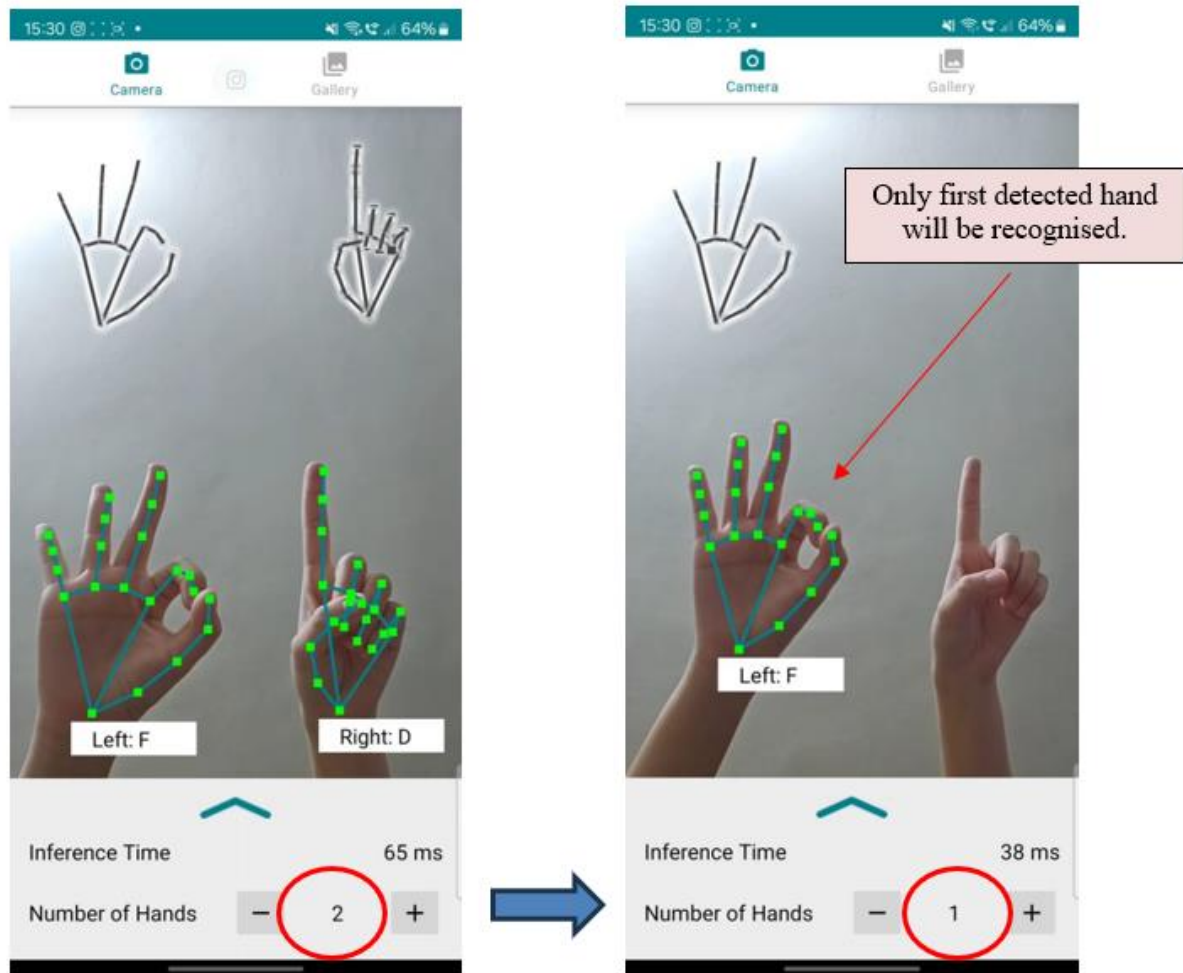 15:30
64%
Camera
Gallery
Left: F
Right: D
Inference Time
65 ms
Number of Hands
−
2
+
15:30
64%
Camera
Gallery
Only first detected hand
will be recognised.
Left: F
Inference Time
38 ms
Number of Hands
−
1
+